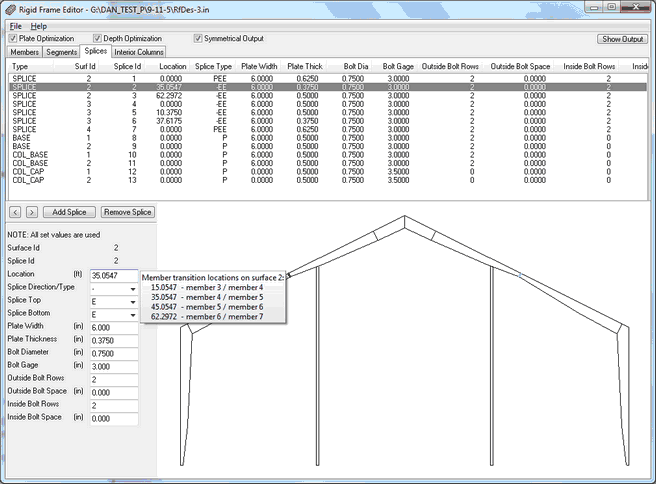 Rigid Frame Editor - G:\DAN_TEST_P\9-11-5\RfDes-3.in
File Help
Plate Optimization Depth Optimization Symmetrical Output Show Output
Members Segments Splices Interior Columns
Type Surf Id Splice Id Location Splice Type Plate Width Plate Thick Bolt Dia Bolt Gage Outside Bolt Rows Outside Bolt Space Inside Bolt Rows Inside
SPLICE 2 1 0.0000 PEE 6.0000 0.6250 0.7500 3.0000 2 0.0000 2
SPLICE 2 2 35.0547 -EE 6.0000 0.3750 0.7500 3.0000 2 0.0000 2
SPLICE 2 3 62.2972 -EE 6.0000 0.5000 0.7500 3.0000 2 0.0000 2
SPLICE 3 4 0.0000 -EE 6.0000 0.5000 0.7500 3.0000 2 0.0000 2
SPLICE 3 5 10.3750 -EE 6.0000 0.5000 0.7500 3.0000 2 0.0000 2
SPLICE 3 6 37.6175 -EE 6.0000 0.3750 0.7500 3.0000 2 0.0000 2
SPLICE 4 7 0.0000 PEE 6.0000 0.6250 0.7500 3.0000 2 0.0000 2
BASE 1 8 0.0000 P 6.0000 0.5000 0.7500 3.0000 2 0.0000 0
BASE 2 9 0.0000 P 6.0000 0.5000 0.7500 3.0000 2 0.0000 0
COL_BASE 1 10 0.0000 P 6.0000 0.5000 0.7500 3.0000 2 0.0000 0
COL_BASE 2 11 0.0000 P 6.0000 0.5000 0.7500 3.0000 2 0.0000 0
COL_CAP 1 12 0.0000 P 0.0000 0.5000 0.7500 3.5000 0 0.0000 0
COL_CAP 2 13 0.0000 P 0.0000 0.5000 0.7500 3.5000 0 0.0000 0
< > Add Splice Remove Splice
NOTE: All set values are used
Surface Id 2
Splice Id 2
Location (ft) 35.0547
Splice Direction/Type -
Splice Top E
Splice Bottom E
Plate Width (in) 6.000
Plate Thickness (in) 0.3750
Bolt Diameter (in) 0.7500
Bolt Gage (in) 3.000
Outside Bolt Rows 2
Outside Bolt Space (in) 0.000
Inside Bolt Rows 2
Inside Bolt Space (in) 0.000
Member transition locations on surface 2:
15.0547 - member 3 / member 4
35.0547 - member 4 / member 5
45.0547 - member 5 / member 6
62.2972 - member 6 / member 7